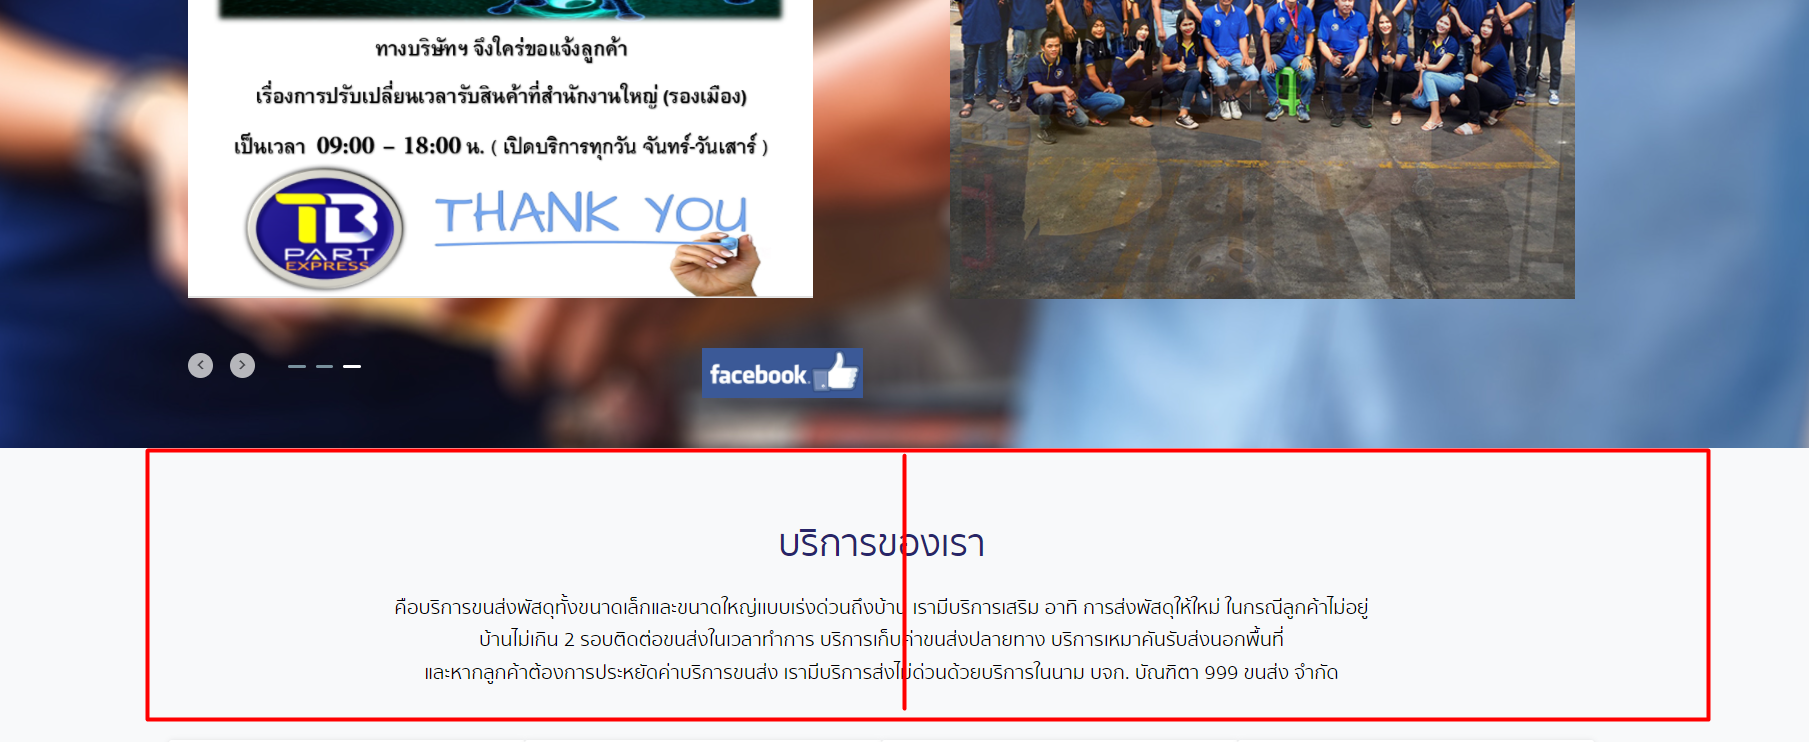 ทางบริษัทฯ จึงใคร่ขอแจ้งลูกค้า
เรื่องการปรับเปลี่ยนเวลารับสินค้าที่สำนักงานใหญ่ (รองเมือง)
เป็นเวลา 09:00 – 18:00 น. ( เปิดบริการทุกวัน จันทร์-วันเสาร์ )
TB
PART
EXPRESS
THANK YOU
facebook.
บริการของเรา
คือบริการขนส่งพัสดุทั้งขนาดเล็กและขนาดใหญ่แบบเร่งด่วนถึงบ้าน เรามีบริการเสริม อาทิ การส่งพัสดุให้ใหม่ ในกรณีลูกค้าไม่อยู่
บ้านไม่เกิน 2 รอบติดต่อขนส่งในเวลาทำการ บริการเก็บค่าขนส่งปลายทาง บริการเหมาคันรับส่งนอกพื้นที่
และหากลูกค้าต้องการประหยัดค่าบริการขนส่ง เรามีบริการส่งไม่ด่วนด้วยบริการในนาม บจก. บัณฑิตา 999 ขนส่ง จำกัด